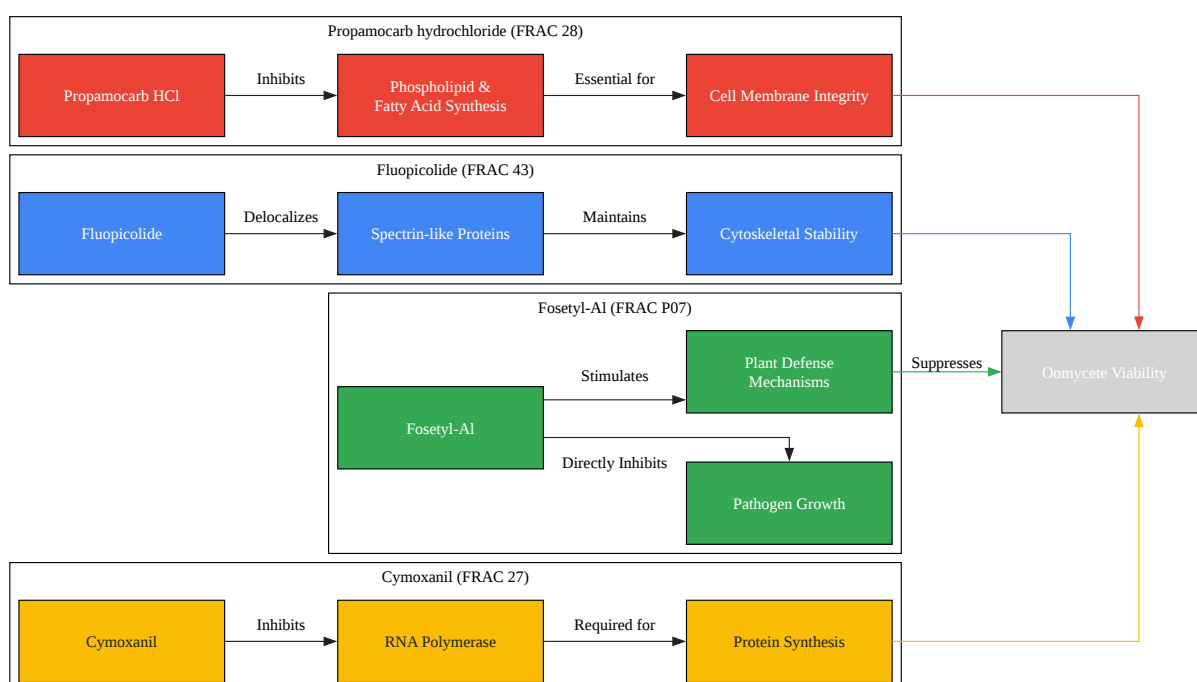 Propamocarb hydrochloride (FRAC 28)
Propamocarb HCl
Inhibits
Phospholipid &
Fatty Acid Synthesis
Essential for
Cell Membrane Integrity
Fluopicolide (FRAC 43)
Fluopicolide
Delocalizes
Spectrin-like Proteins
Maintains
Cytoskeletal Stability
Fosetyl-Al (FRAC P07)
Fosetyl-Al
Stimulates
Plant Defense
Mechanisms
Suppresses
Oomycete Viability
Directly Inhibits
Pathogen Growth
Cymoxanil (FRAC 27)
Cymoxanil
Inhibits
RNA Polymerase
Required for
Protein Synthesis